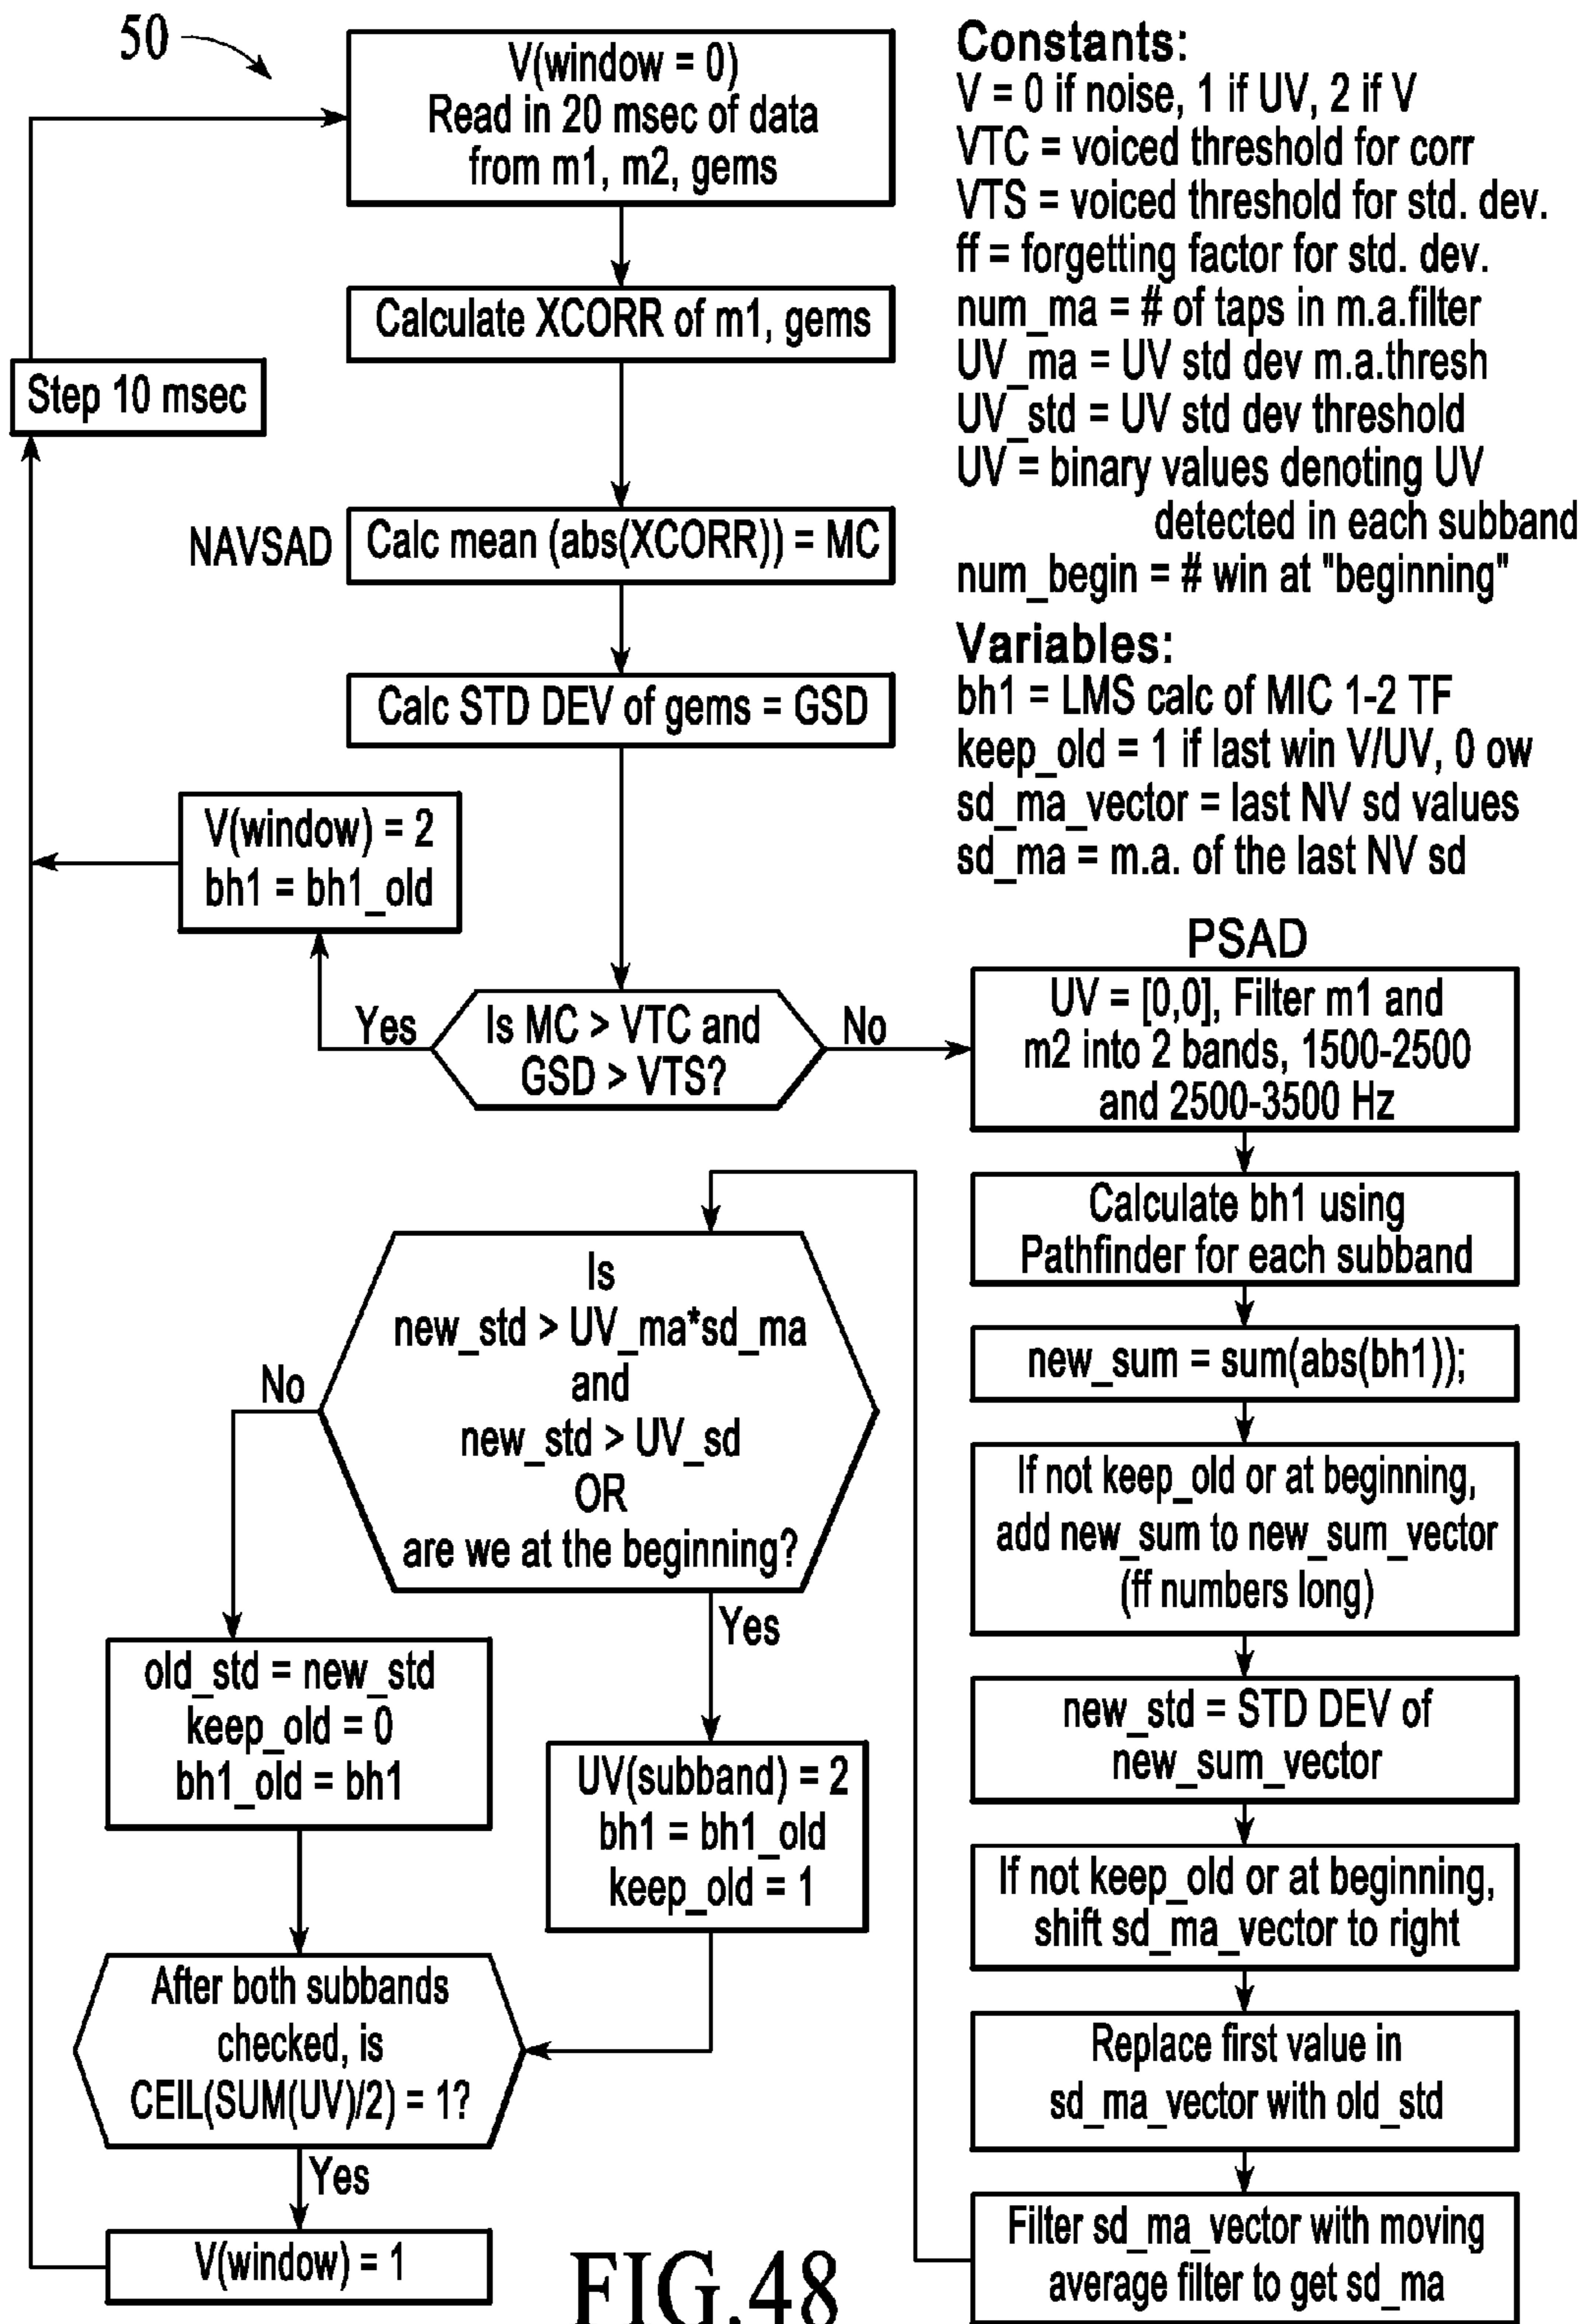 50
V(window = 0)
Read in 20 msec of data
from m1, m2, gems
Calculate XCORR of m1, gems
Step 10 msec
NAVSAD
Calc mean (abs(XCORR)) = MC
Calc STD DEV of gems = GSD
V(window) = 2
bh1 = bh1_old
Yes
Is MC > VTC and
GSD > VTS?
No
Constants:
V = 0 if noise, 1 if UV, 2 if V
VTC = voiced threshold for corr
VTS = voiced threshold for std. dev.
ff = forgetting factor for std. dev.
num_ma = # of taps in m.a.filter
UV_ma = UV std dev m.a.thresh
UV_std = UV std dev threshold
UV = binary values denoting UV
detected in each subband
num_begin = # win at "beginning"
Variables:
bh1 = LMS calc of MIC 1-2 TF
keep_old = 1 if last win V/UV, 0 ow
sd_ma_vector = last NV sd values
sd_ma = m.a. of the last NV sd
PSAD
UV = [0,0], Filter m1 and
m2 into 2 bands, 1500-2500
and 2500-3500 Hz
Calculate bh1 using
Pathfinder for each subband
new_sum = sum(abs(bh1));
If not keep_old or at beginning,
add new_sum to new_sum_vector
(ff numbers long)
new_std = STD DEV of
new_sum_vector
If not keep_old or at beginning,
shift sd_ma_vector to right
Replace first value in
sd_ma_vector with old_std
Filter sd_ma_vector with moving
average filter to get sd_ma
Is
new_std > UV_ma*sd_ma
and
new_std > UV_sd
OR
are we at the beginning?
No
Yes
old_std = new_std
keep_old = 0
bh1_old = bh1
UV(subband) = 2
bh1 = bh1_old
keep_old = 1
After both subbands
checked, is
CEIL(SUM(UV)/2) = 1?
Yes
V(window) = 1
FIG.48